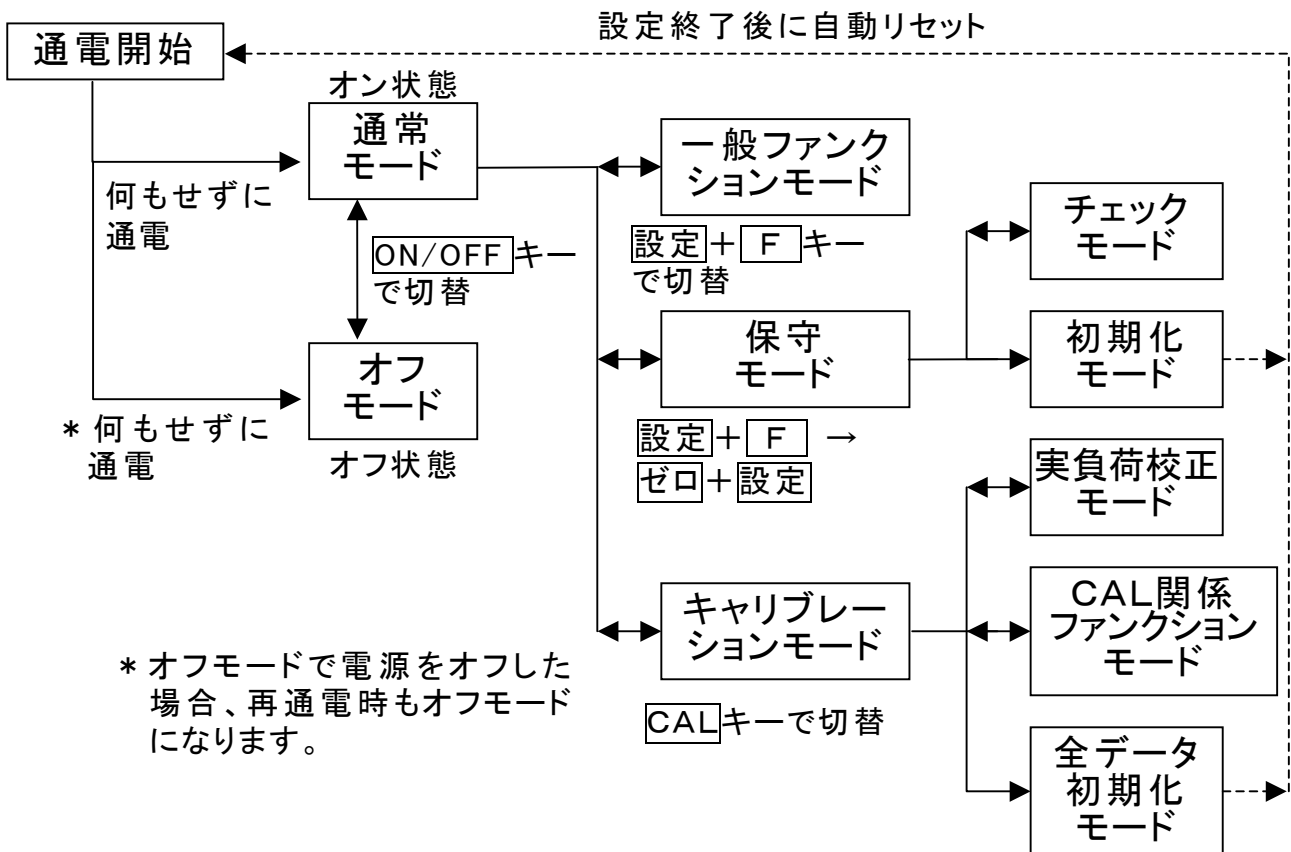 設定終了後に自動リセット
通電開始
オン状態
通常
モード
何もせずに
通電
ON/OFF キー
で切替
オフ
モード
オフ状態
* 何もせずに
通電
一般ファンク
ションモード
設定+ F キー
で切替
保守
モード
設定+ F →
ゼロ+設定
チェック
モード
初期化
モード
キャリブレー
ションモード
CALキーで切替
実負荷校正
モード
CAL関係
ファンクション
モード
全データ
初期化
モード
* オフモードで電源をオフした
場合、再通電時もオフモード
になります。